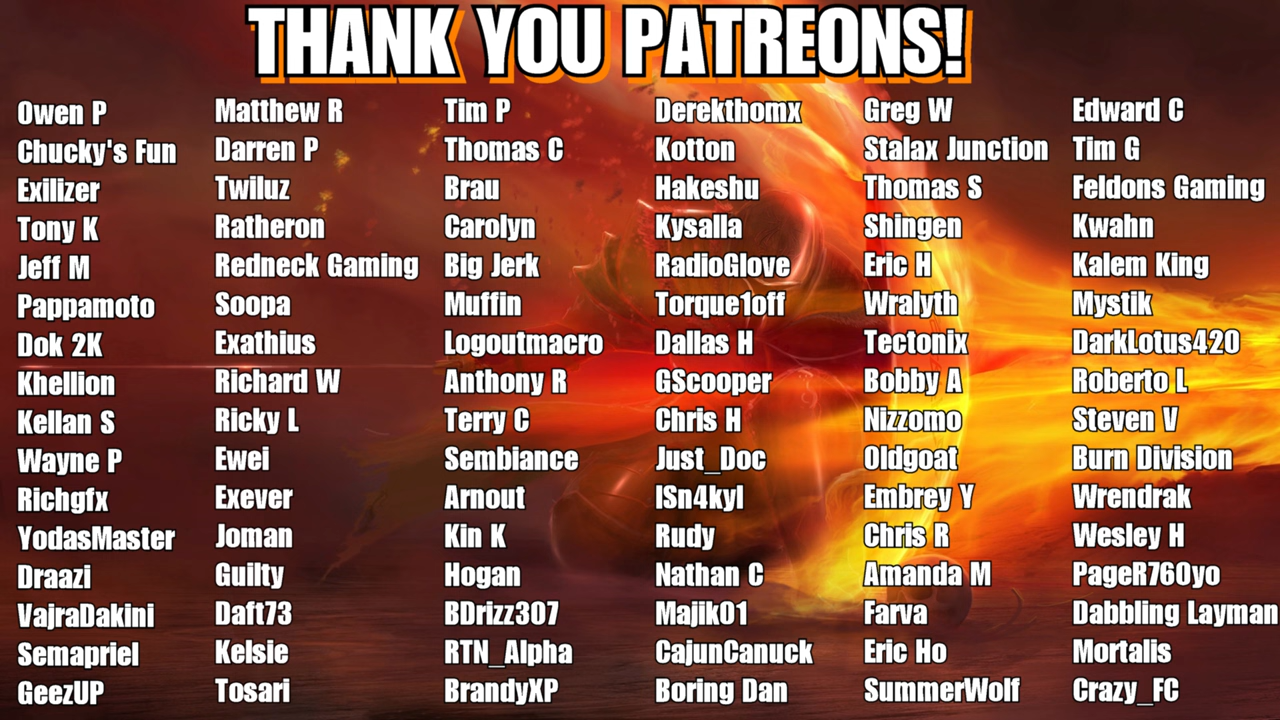 THANK YOU PATREONS!
Owen P
Chucky's Fun
Exilizer
Tony K
Jeff M
Pappamoto
Dok 2K
Khellion
Kellan S
Wayne P
Richgfx
YodasMaster
Draazi
VajraDakini
Semapriel
GeezUP
Matthew R
Darren P
Twiluz
Ratheron
Redneck Gaming
Soopa
Exathius
Richard W
Ricky L
Ewei
Exever
Joman
Guilty
Daft73
Kelsie
Tosari
Tim P
Thomas C
Brau
Carolyn
Big Jerk
Muffin
Logoutmacro
Anthony R
Terry C
Sembiance
Arnout
Kin K
Hogan
BDrizz307
RTN_Alpha
BrandyXP
Derekthomx
Kotton
Hakeshu
Kysalla
RadioGlove
Torque1off
Dallas H
GScooper
Chris H
Just_Doc
ISn4kyI
Rudy
Nathan C
Majik01
CajunCanuck
Boring Dan
Greg W
Stalax Junction
Thomas S
Shingen
Eric H
Wralyth
Tectonix
Bobby A
Nizzomo
Oldgoat
Embrey Y
Chris R
Amanda M
Farva
Eric Ho
SummerWolf
Edward C
Tim G
Feldons Gaming
Kwahn
Kalem King
Mystik
DarkLotus420
Roberto L
Steven V
Burn Division
Wrendrak
Wesley H
PageR760yo
Dabbling Layman
Mortalis
Crazy_FC